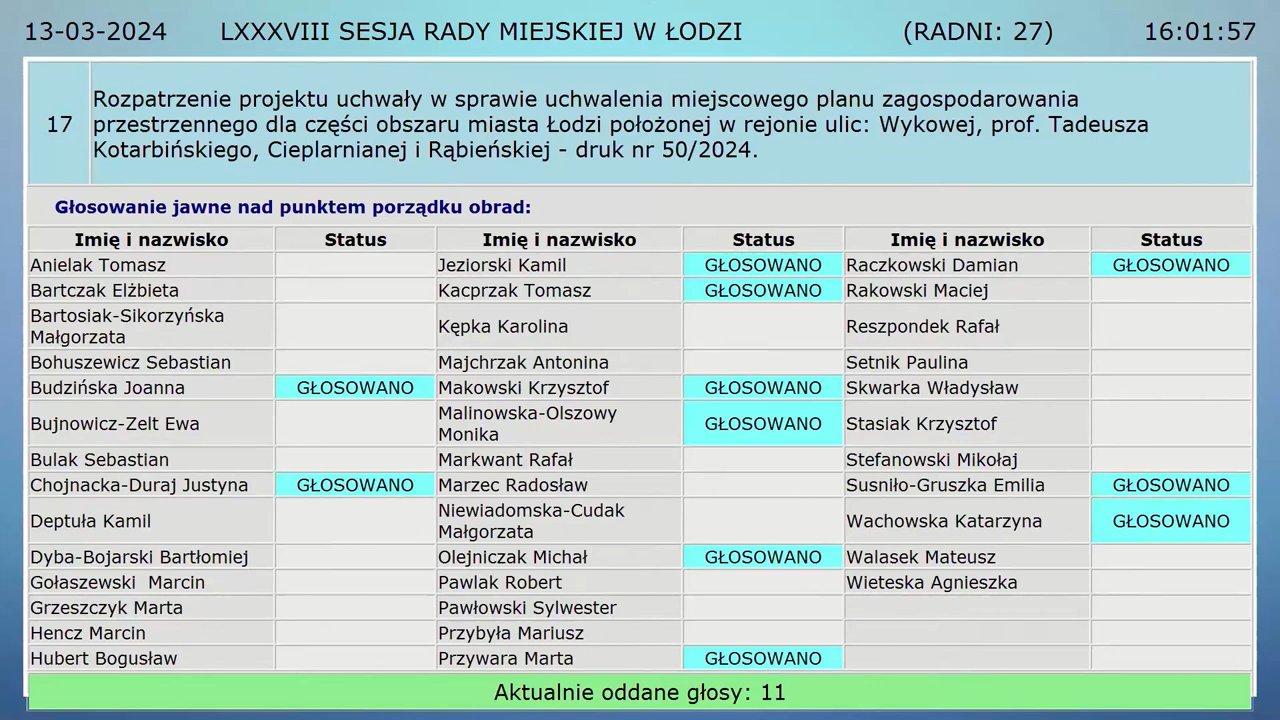 13-03-2024 LXXXVIII SESJA RADY MIEJSKIEJ W ŁODZI (RADNI: 27) 16:01:57
17
Rozpatrzenie projektu uchwały w sprawie uchwalenia miejscowego planu zagospodarowania
przestrzennego dla części obszaru miasta Łodzi położonej w rejonie ulic: Wykowej, prof. Tadeusza
Kotarbińskiego, Cieplarnianej i Rąbieńskiej - druk nr 50/2024.
Głosowanie jawne nad punktem porządku obrad:
Imię i nazwisko Status Imię i nazwisko Status Imię i nazwisko Status
Anielak Tomasz Jeziorski Kamil GŁOSOWANO Raczkowski Damian GŁOSOWANO
Bartczak Elżbieta Kacprzak Tomasz GŁOSOWANO Rakowski Maciej
Bartosiak-Sikorzyńska
Małgorzata Kępka Karolina Reszpondek Rafał
Bohuszewicz Sebastian Majchrzak Antonina Setnik Paulina
Budzińska Joanna GŁOSOWANO Makowski Krzysztof GŁOSOWANO Skwarka Władysław
Bujnowicz-Zelt Ewa Malinowska-Olszowy
Monika GŁOSOWANO Stasiak Krzysztof
Bulak Sebastian Markwant Rafał Stefanowski Mikołaj
Chojnacka-Duraj Justyna GŁOSOWANO Marzec Radosław Susniło-Gruszka Emilia GŁOSOWANO
Deptuła Kamil Niewiadomska-Cudak
Małgorzata Wachowska Katarzyna GŁOSOWANO
Dyba-Bojarski Bartłomiej Olejniczak Michał GŁOSOWANO Walasek Mateusz
Gołaszewski Marcin Pawlak Robert Wieteska Agnieszka
Grzeszczyk Marta Pawłowski Sylwester
Hencz Marcin Przybyła Mariusz
Hubert Bogusław Przywara Marta GŁOSOWANO
Aktualnie oddane głosy: 11